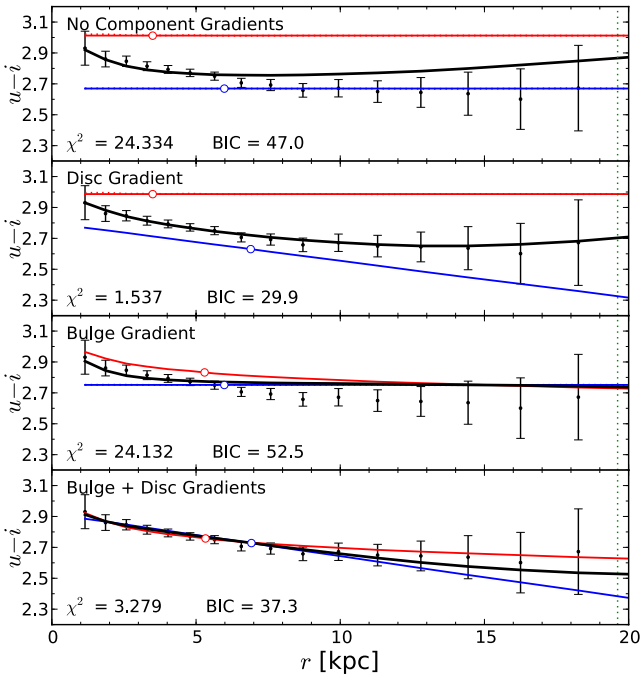 No Component Gradients
3.1
2.9
2.7
2.5
2.3
u−i
χ² = 24.334 BIC = 47.0
Disc Gradient
3.1
2.9
2.7
2.5
2.3
u−i
χ² = 1.537 BIC = 29.9
Bulge Gradient
3.1
2.9
2.7
2.5
2.3
u−i
χ² = 24.132 BIC = 52.5
Bulge + Disc Gradients
3.1
2.9
2.7
2.5
2.3
u−i
χ² = 3.279 BIC = 37.3
0 5 10 15 20
r [kpc]